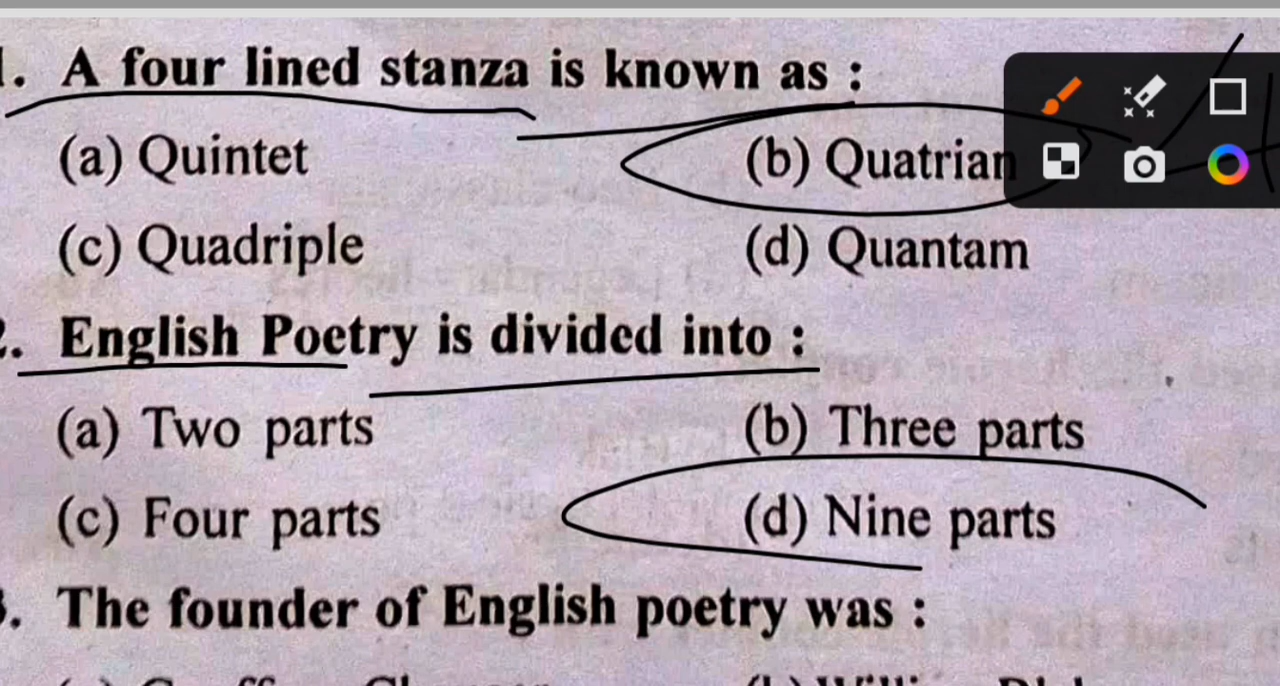 . A four lined stanza is known as :
(a) Quintet (b) Quatrian
(c) Quadriple (d) Quantam
. English Poetry is divided into :
(a) Two parts (b) Three parts
(c) Four parts (d) Nine parts
. The founder of English poetry was :